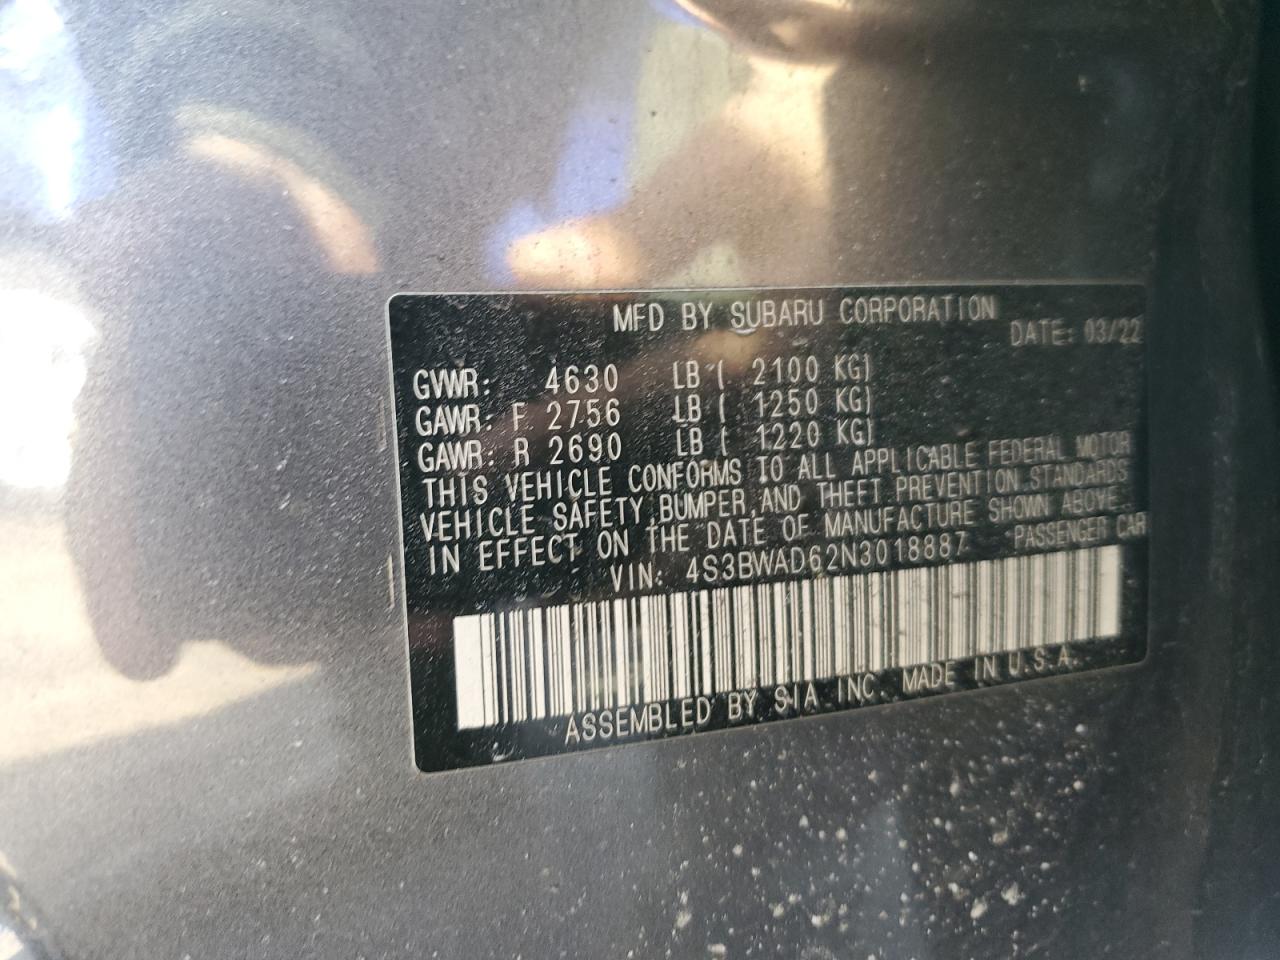 MFD BY SUBARU CORPORATION
DATE: 03/22
GVWR: 4630 LB ( 2100 KG)
GAWR: F 2756 LB ( 1250 KG)
GAWR: R 2690 LB ( 1220 KG)
THIS VEHICLE CONFORMS TO ALL APPLICABLE FEDERAL MOTOR
VEHICLE SAFETY, BUMPER, AND THEFT PREVENTION STANDARDS
IN EFFECT ON THE DATE OF MANUFACTURE SHOWN ABOVE.
VIN: 4S3BWAD62N3018887 PASSENGER CAR
ASSEMBLED BY S·I·A INC. MADE IN U.S.A.